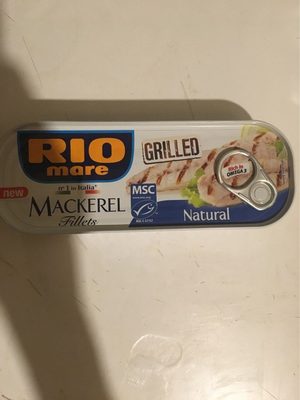 RIO
mare
n°1 in Italia*
new
MACKEREL
Fillets
GRILLED
MSC
Natural
Rich in
OMEGA 3